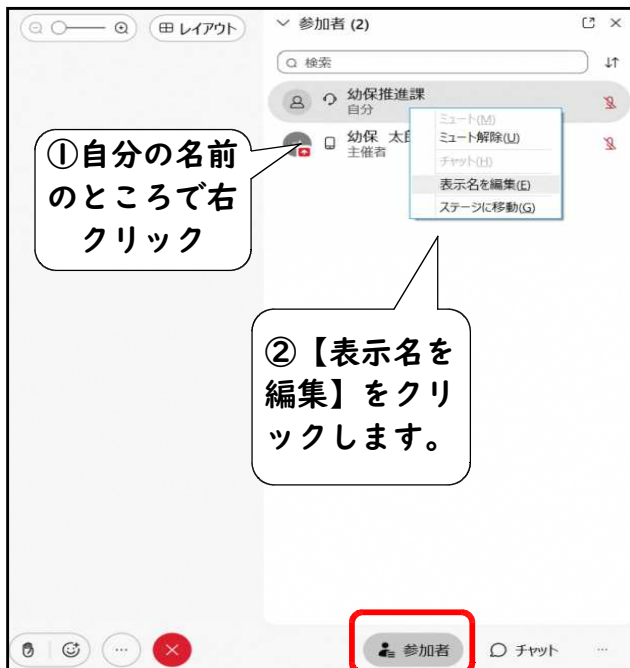 レイアウト
参加者 (2)
検索
幼保推進課
自分
幼保 太
主催者
ミュート(M)
ミュート解除(U)
チャット(H)
表示名を編集(E)
ステージに移動(G)
①自分の名前
のところで右
クリック
②【表示名を
編集】をクリ
ックします。
参加者
チャット